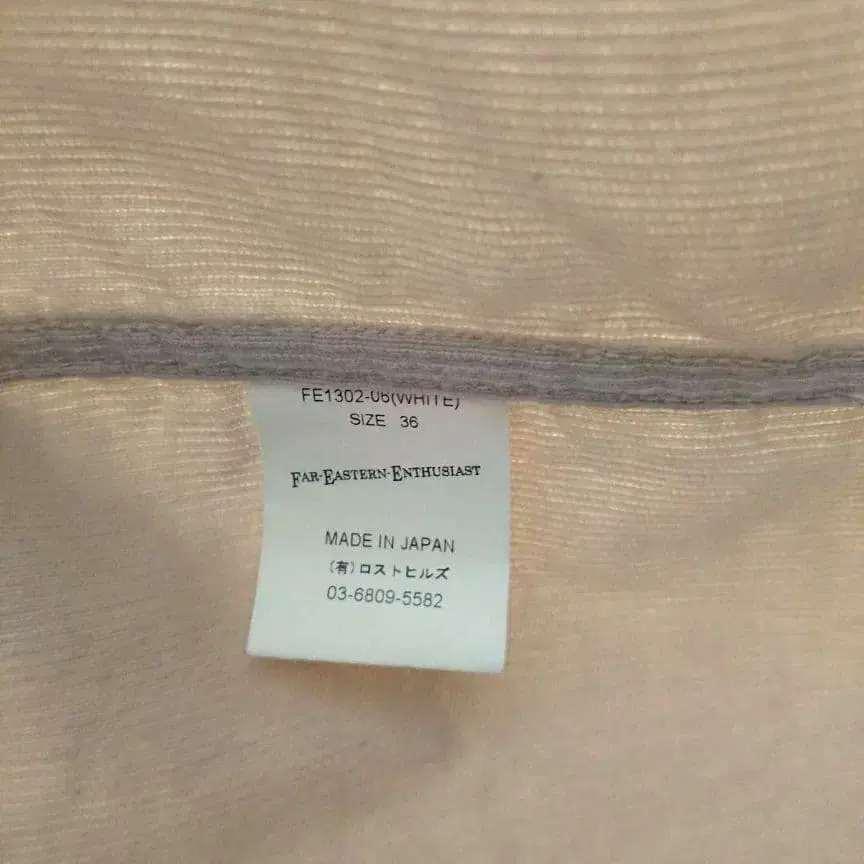 FE1302-06(WHITE)
SIZE 36
FAR-EASTERN-ENTHUSIAST
MADE IN JAPAN
(有)ロストヒルズ
03-6809-5582